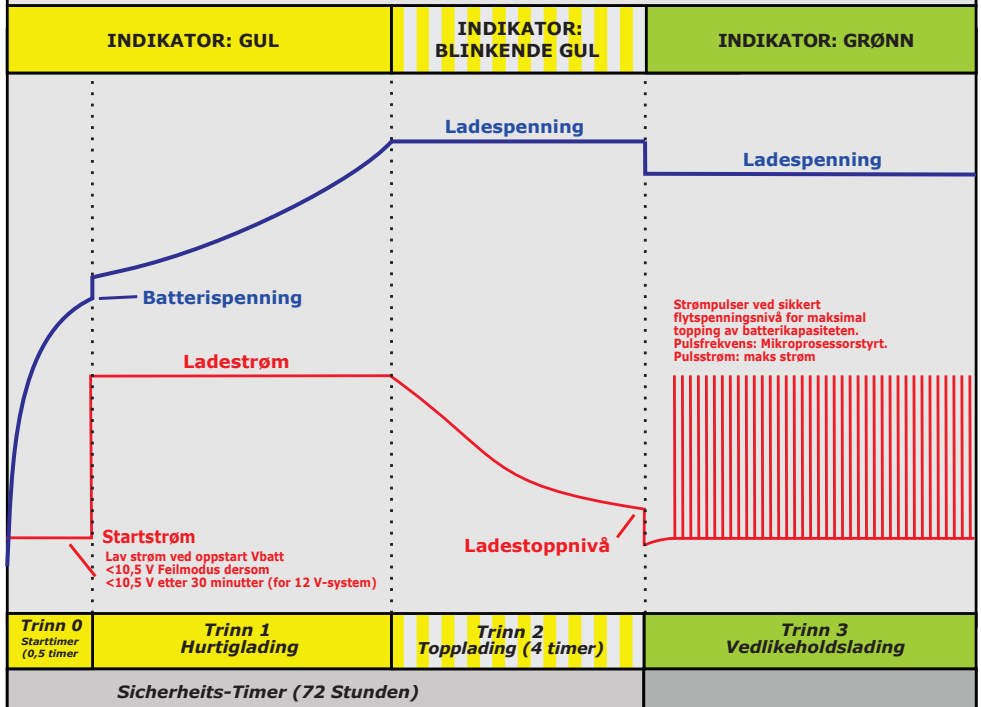 INDIKATOR: GUL
INDIKATOR:
BLINKENDE GUL
INDIKATOR: GRØNN
Ladespenning
Ladespenning
Batterispenning
Strømpulser ved sikkert
flytspenningsnivå for maksimal
topping av batterikapasiteten.
Pulsfrekvens: Mikroprosessorstyrt.
Pulsstrøm: maks strøm
Ladestrøm
Startstrøm
Lav strøm ved oppstart Vbatt
<10,5 V Feilmodus dersom
<10,5 V etter 30 minutter (for 12 V-system)
Ladestoppnivå
Trinn 0
Starttimer
(0,5 timer
Trinn 1
Hurtiglading
Trinn 2
Topplading (4 timer)
Trinn 3
Vedlikeholdslading
Sicherheits-Timer (72 Stunden)